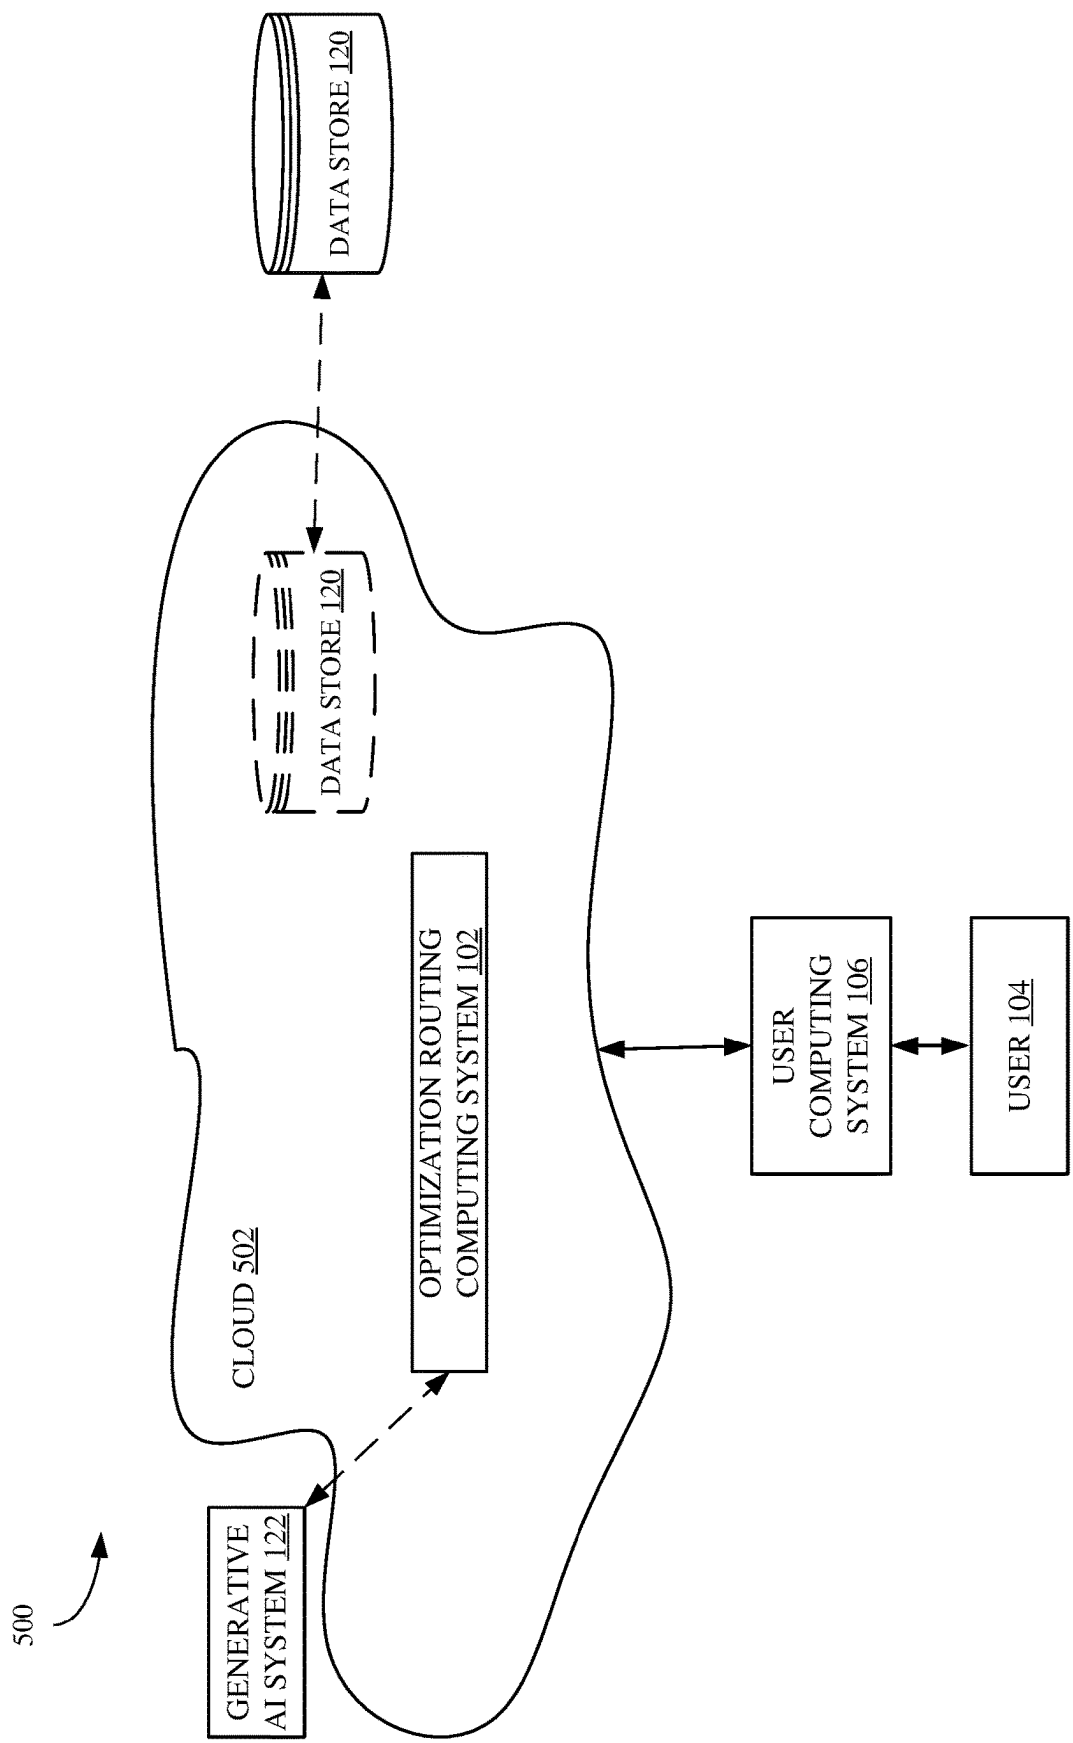 500
GENERATIVE
AI SYSTEM 122
CLOUD 502
OPTIMIZATION ROUTING
COMPUTING SYSTEM 102
DATA STORE 120
DATA STORE 120
USER
COMPUTING
SYSTEM 106
USER 104